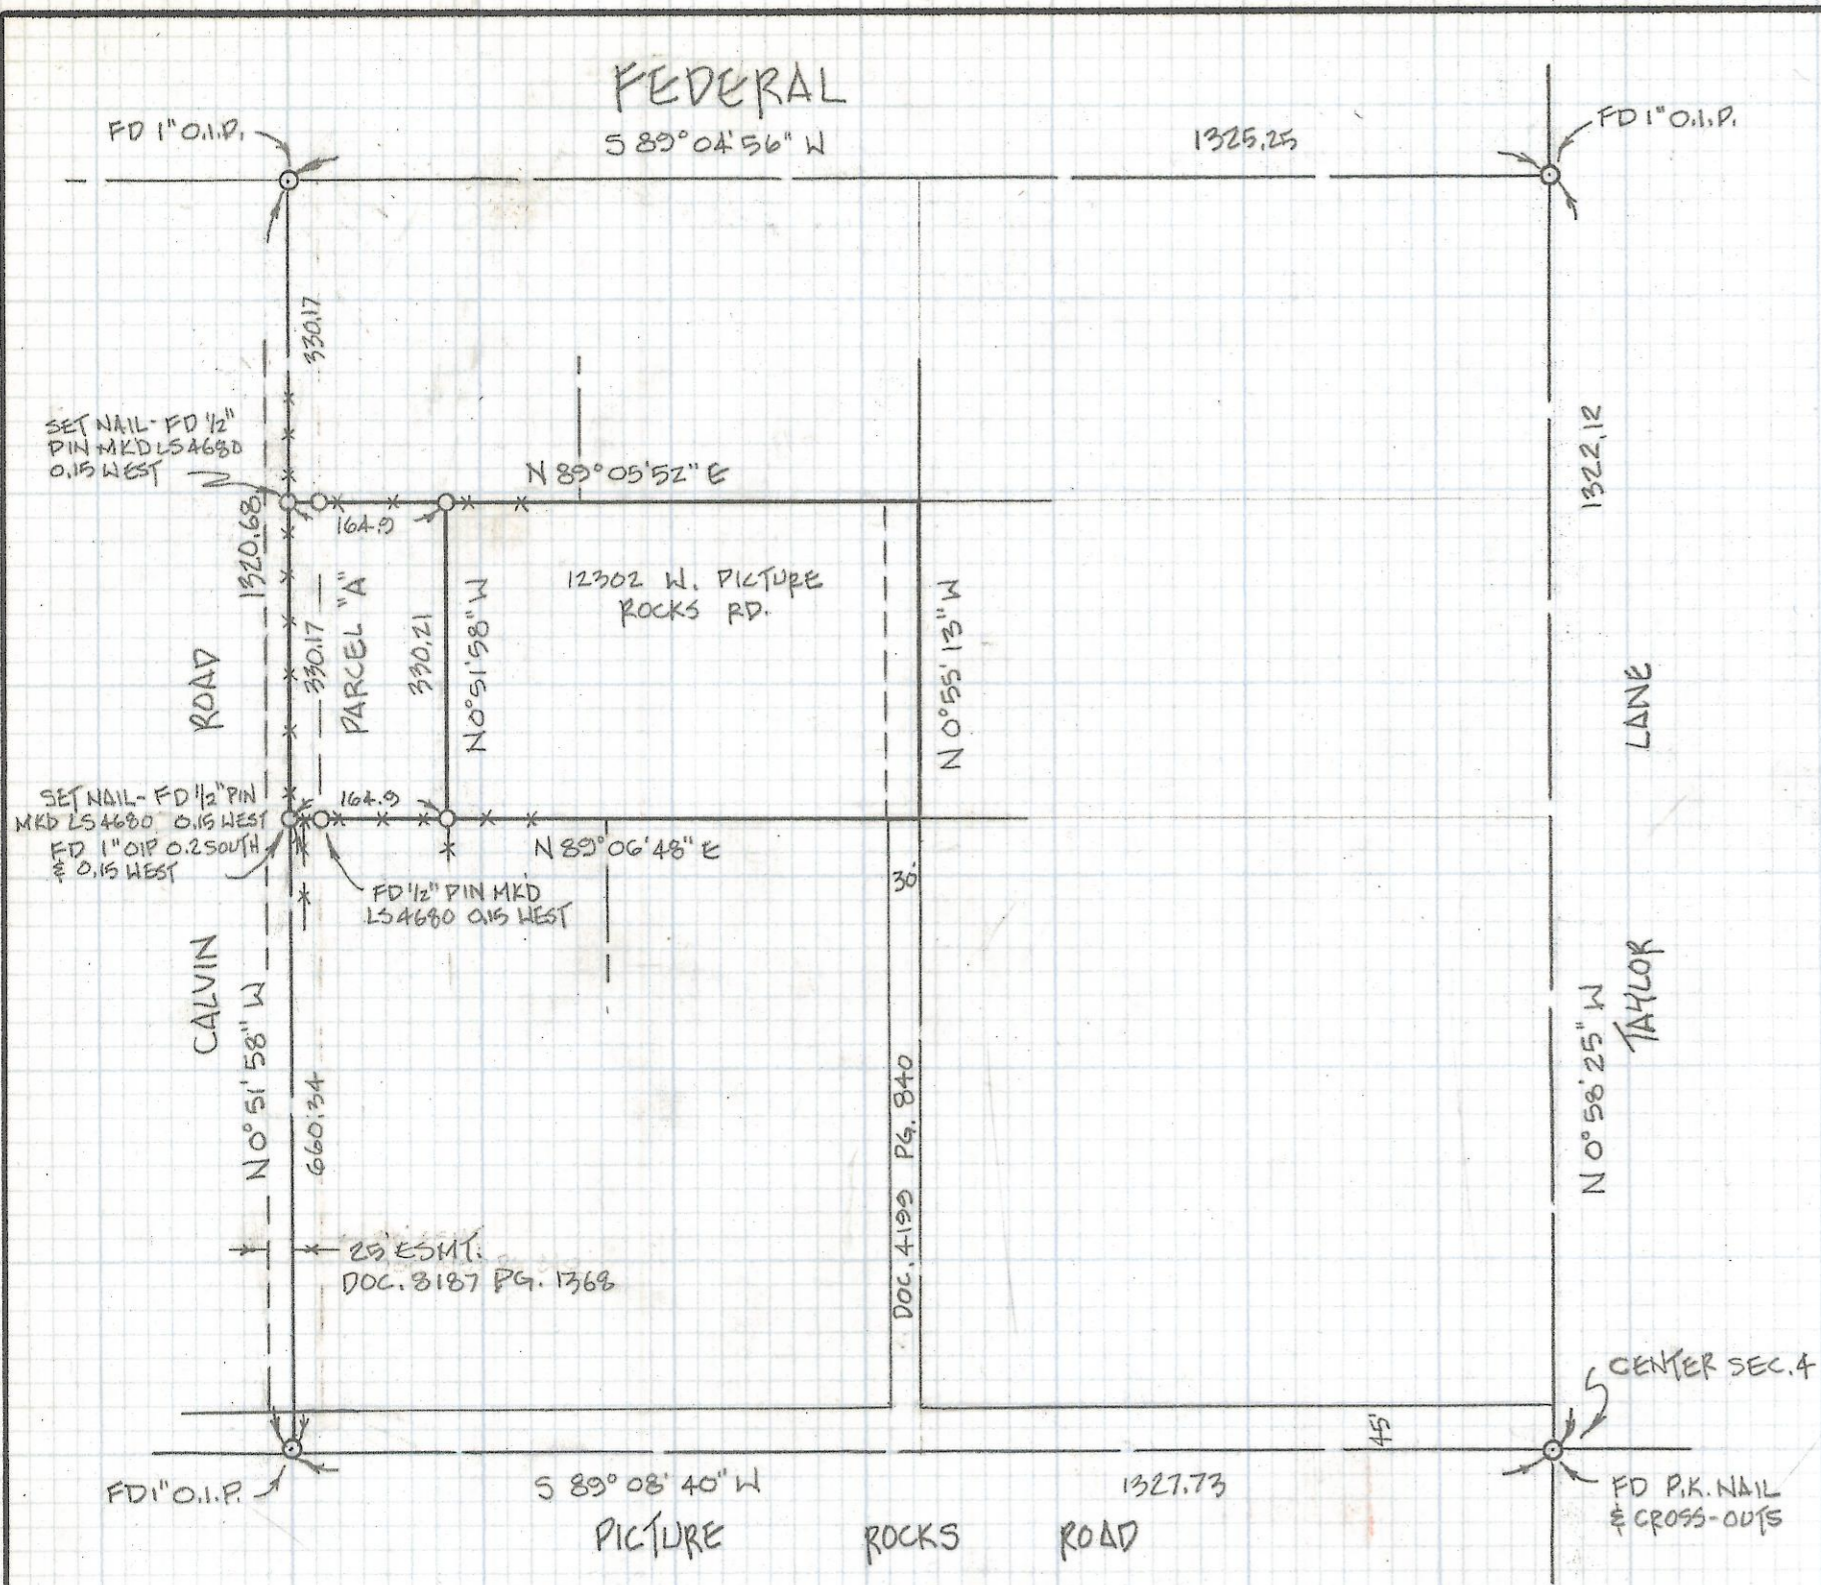 FEDERAL
S 89° 04' 56" W
1325.25
FD 1" O.I.P.
FD 1" O.I.P.
330.17
SET NAIL - FD 1/2"
PIN MKD LS4680
0.15 WEST
1320.68
N 89° 05' 52" E
164.9
1322.12
12302 W. PICTURE
ROCKS RD.
330.17
PARCEL "A"
330.21
N 0° 51' 58" W
N 0° 55' 13" W
ROAD
LANE
SET NAIL - FD 1/2" PIN
MKD LS4680 0.15 WEST
FD 1" OIP 0.2 SOUTH
& 0.15 WEST
164.9
N 89° 06' 48" E
FD 1/2" PIN MKD
LS4680 0.15 WEST
30'
CALVIN
N 0° 51' 58" W
660.34
DOC. 4199 PG. 840
N 0° 58' 25" W
TAYLOR
25' ESMT.
DOC. 8187 PG. 1368
CENTER SEC. 4
45'
FD 1" O.I.P.
S 89° 08' 40" W
1327.73
FD P.K. NAIL
& CROSS-OUTS
PICTURE ROCKS ROAD